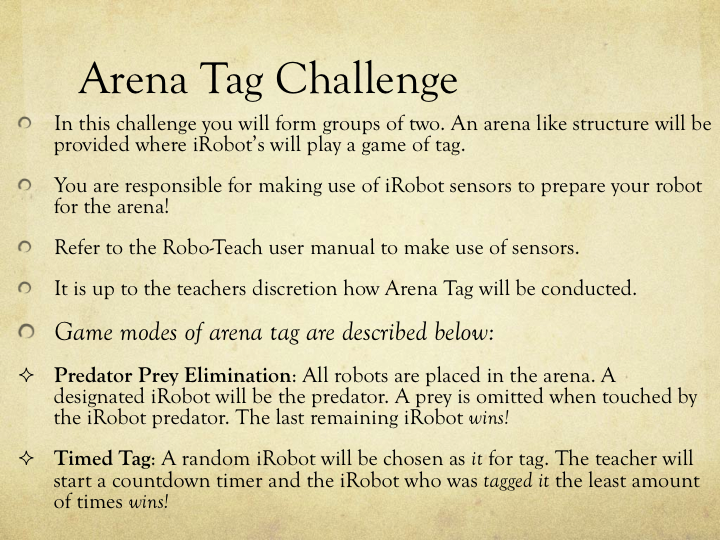 Arena Tag Challenge
In this challenge you will form groups of two. An arena like structure will be
provided where iRobot’s will play a game of tag.
You are responsible for making use of iRobot sensors to prepare your robot
for the arena!
Refer to the Robo-Teach user manual to make use of sensors.
It is up to the teachers discretion how Arena Tag will be conducted.
Game modes of arena tag are described below:
Predator Prey Elimination: All robots are placed in the arena. A
designated iRobot will be the predator. A prey is omitted when touched by
the iRobot predator. The last remaining iRobot wins!
Timed Tag: A random iRobot will be chosen as it for tag. The teacher will
start a countdown timer and the iRobot who was tagged it the least amount
of times wins!